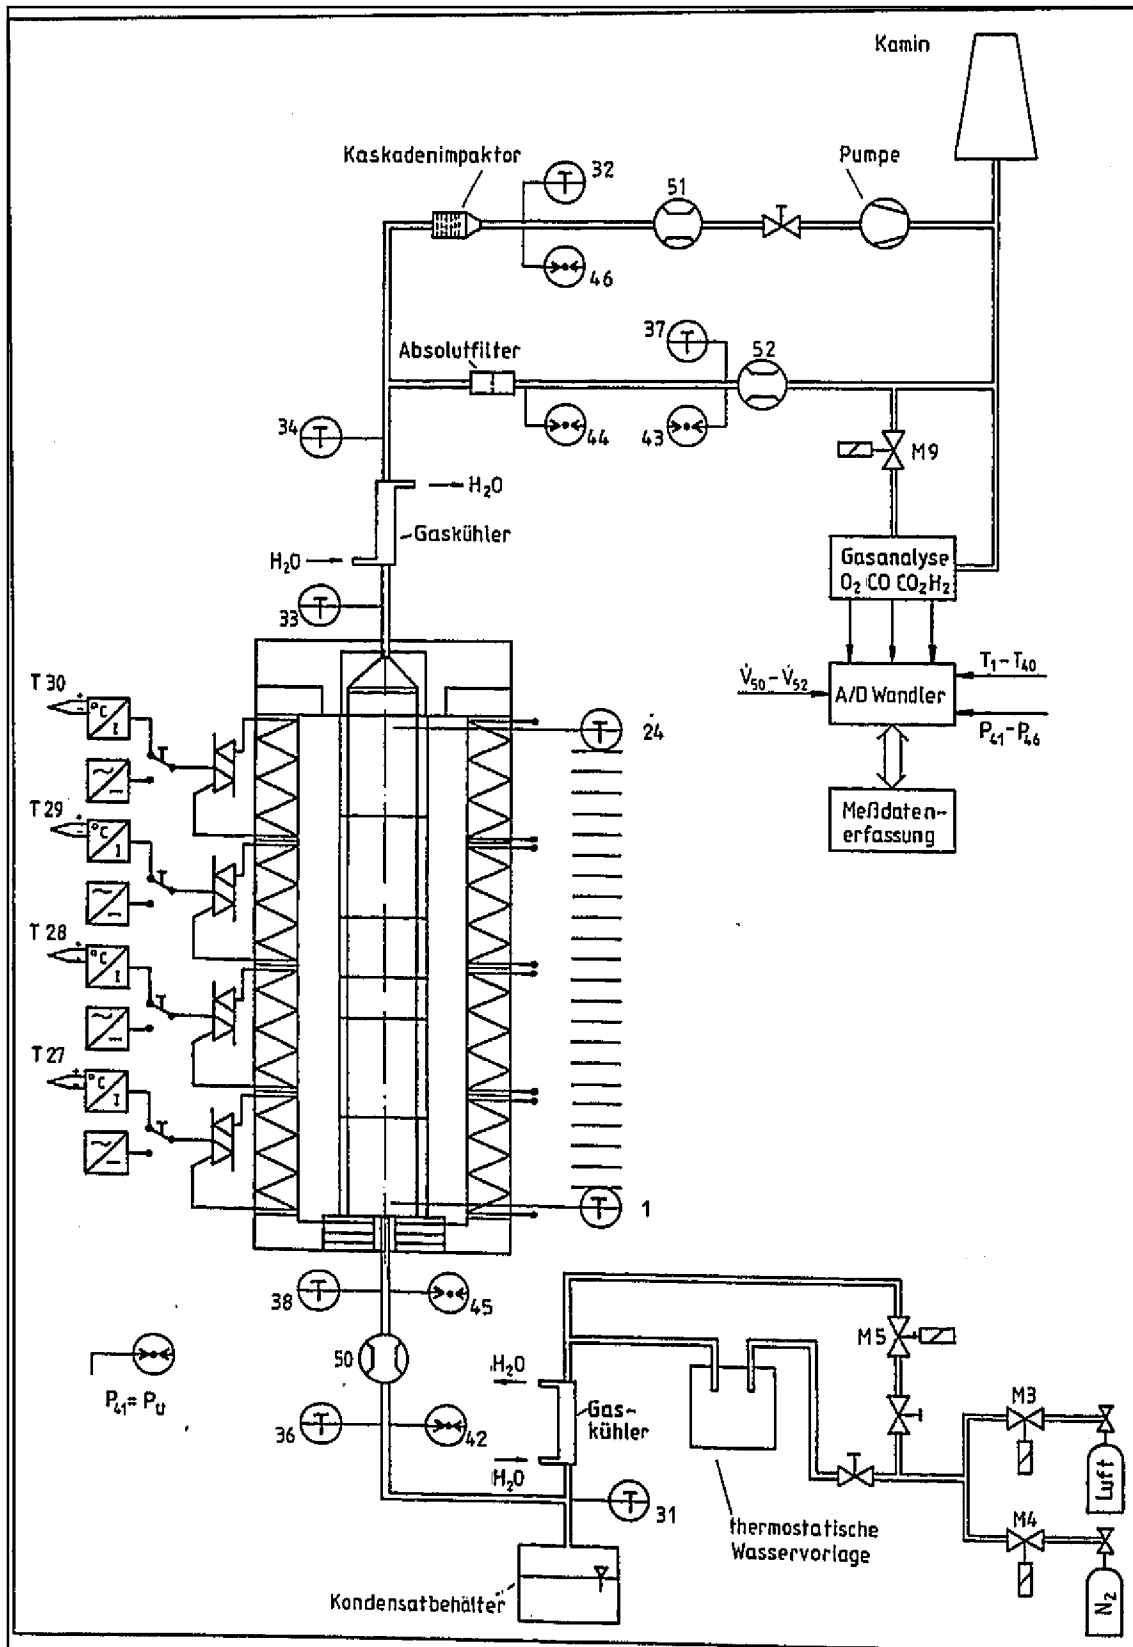 Kamin
Kaskadenimpaktor
32
51
Pumpe
T
46
37
T
52
Absolutfilter
34
T
44
43
M9
H₂O
Gaskühler
H₂O
Gasanalyse
O₂ CO CO₂ H₂
33
T
T₁-T₄₀
V̇₅₀-V̇₅₂
A/D Wandler
P₄₁-P₄₆
T 30
°C
I
T
24
T 29
°C
I
Meßdaten-
erfassung
T 28
°C
I
T 27
°C
I
T
1
38
T
45
50
H₂O
M5
P₄₁= P_U
36
T
42
Gas-
kühler
M3
H₂O
Luft
T
31
thermostatische
Wasservorlage
M4
Kondensatbehälter
N₂